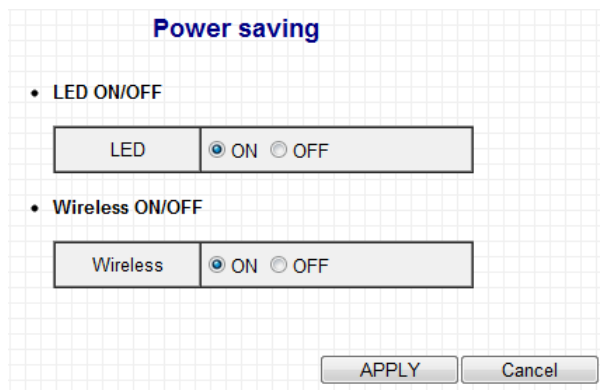 Power saving
LED ON/OFF
LED ON OFF
Wireless ON/OFF
Wireless ON OFF
APPLY Cancel